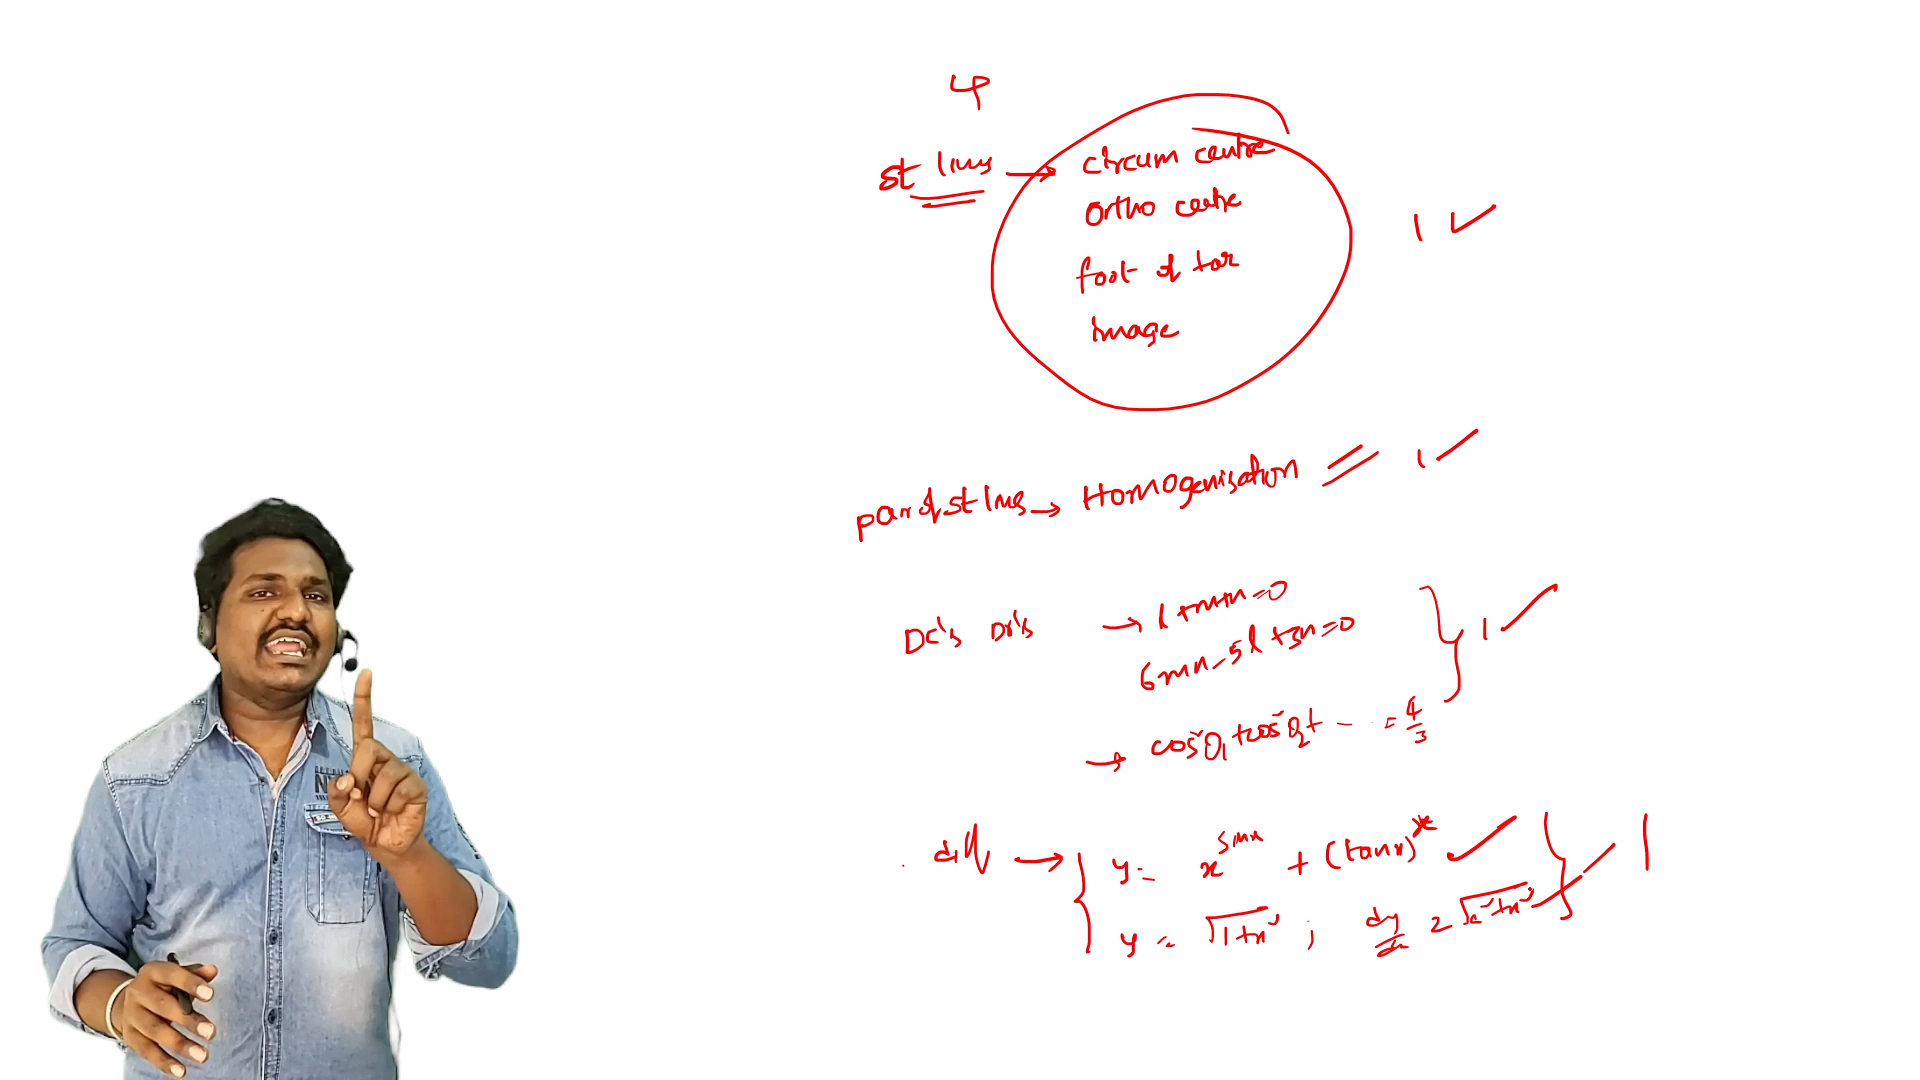 4
st lines → circum centre
ortho centre
foot of ⊥ar
image
1 ✓
pair of st lines → Homogenisation 1 ✓
DC's Dr's → l+m+n=0
6mn-5l+3n=0
1 ✓
→ cos²θ₁+cos²θ₂+ - . = 4/3
diff → y = x^sinx + (tanx)^x ✓
y = √1+x² ; dy/dx = 1